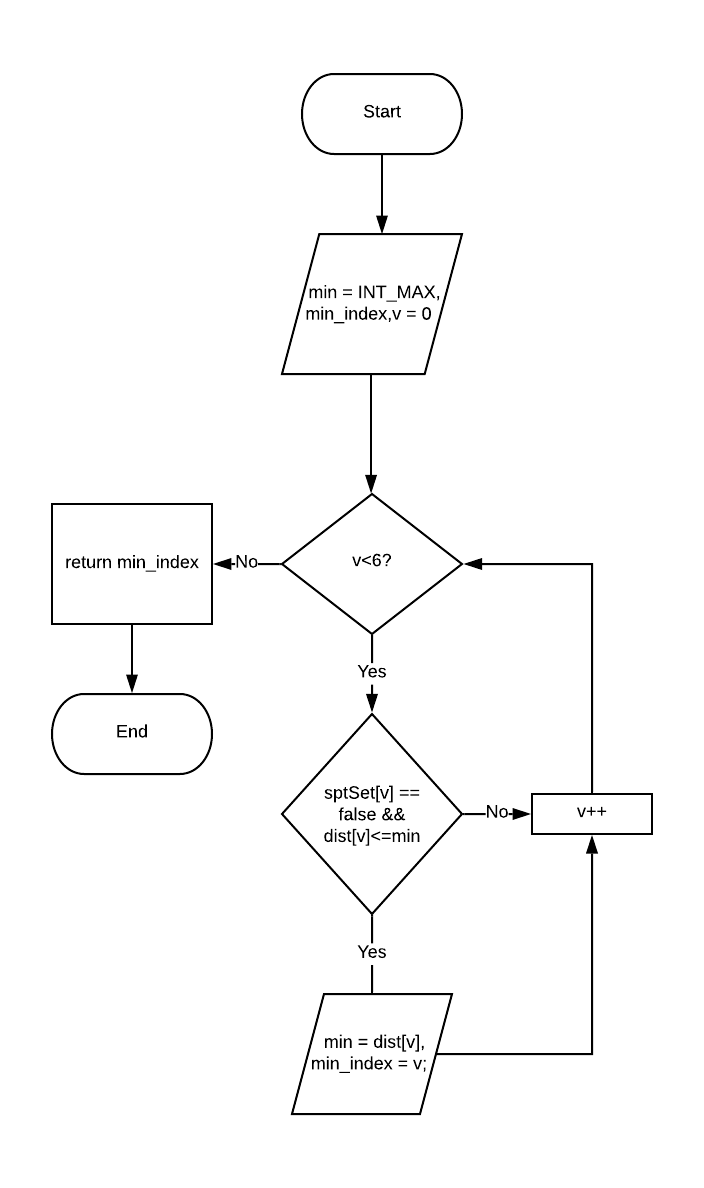 Start
min = INT_MAX,
min_index,v = 0
v<6?
No
return min_index
End
Yes
sptSet[v] ==
false &&
dist[v]<=min
No
v++
Yes
min = dist[v],
min_index = v;